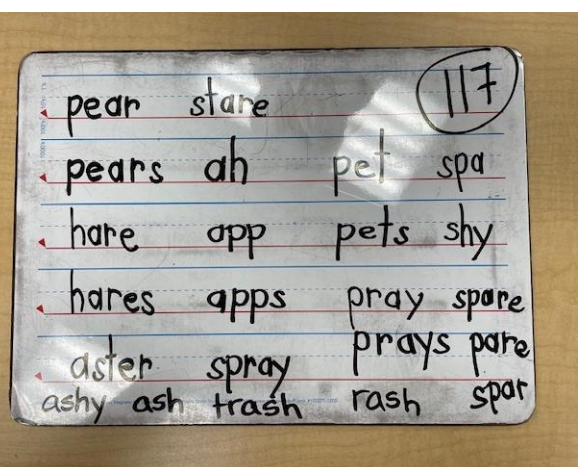 pear stare 117
pears ah pet spa
hare app pets shy
hares apps pray spare
aster spray prays pare
ashy ash trash rash spar